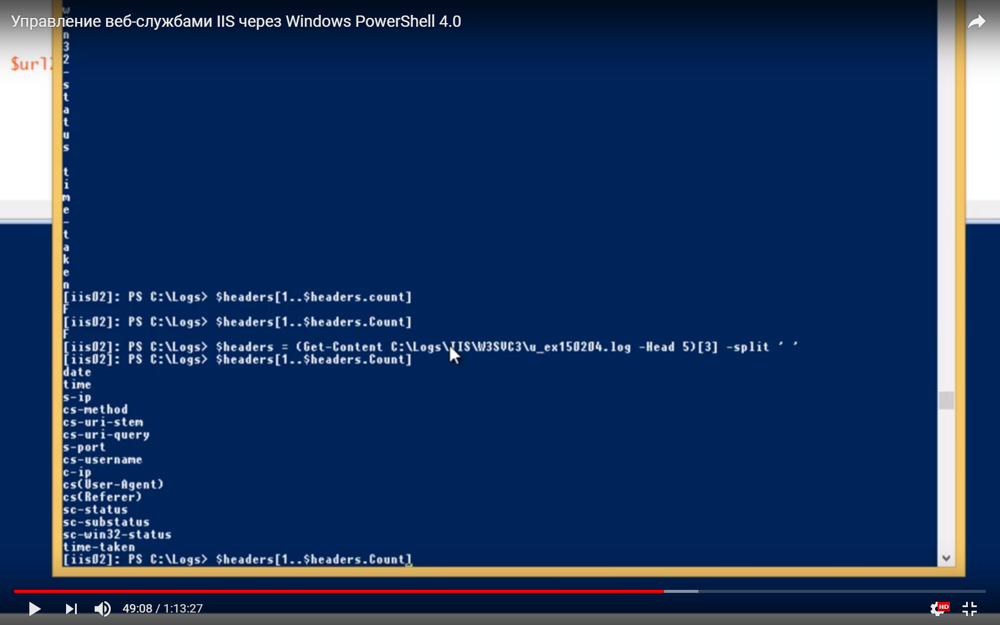 Управление веб-службами IIS через Windows PowerShell 4.0
$url
w
n
3
2
-
s
t
a
t
u
s
t
i
m
e
-
t
a
k
e
n
[iis02]: PS C:\Logs> $headers[1..$headers.count]
F
[iis02]: PS C:\Logs> $headers[1..$headers.Count]
F
[iis02]: PS C:\Logs> $headers = (Get-Content C:\Logs\IIS\W3SVC3\u_ex150204.log -Head 5)[3] -split ' '
[iis02]: PS C:\Logs> $headers[1..$headers.Count]
date
time
s-ip
cs-method
cs-uri-stem
cs-uri-query
s-port
cs-username
c-ip
cs(User-Agent)
cs(Referer)
sc-status
sc-substatus
sc-win32-status
time-taken
[iis02]: PS C:\Logs> $headers[1..$headers.Count]
49:08 / 1:13:27
HD